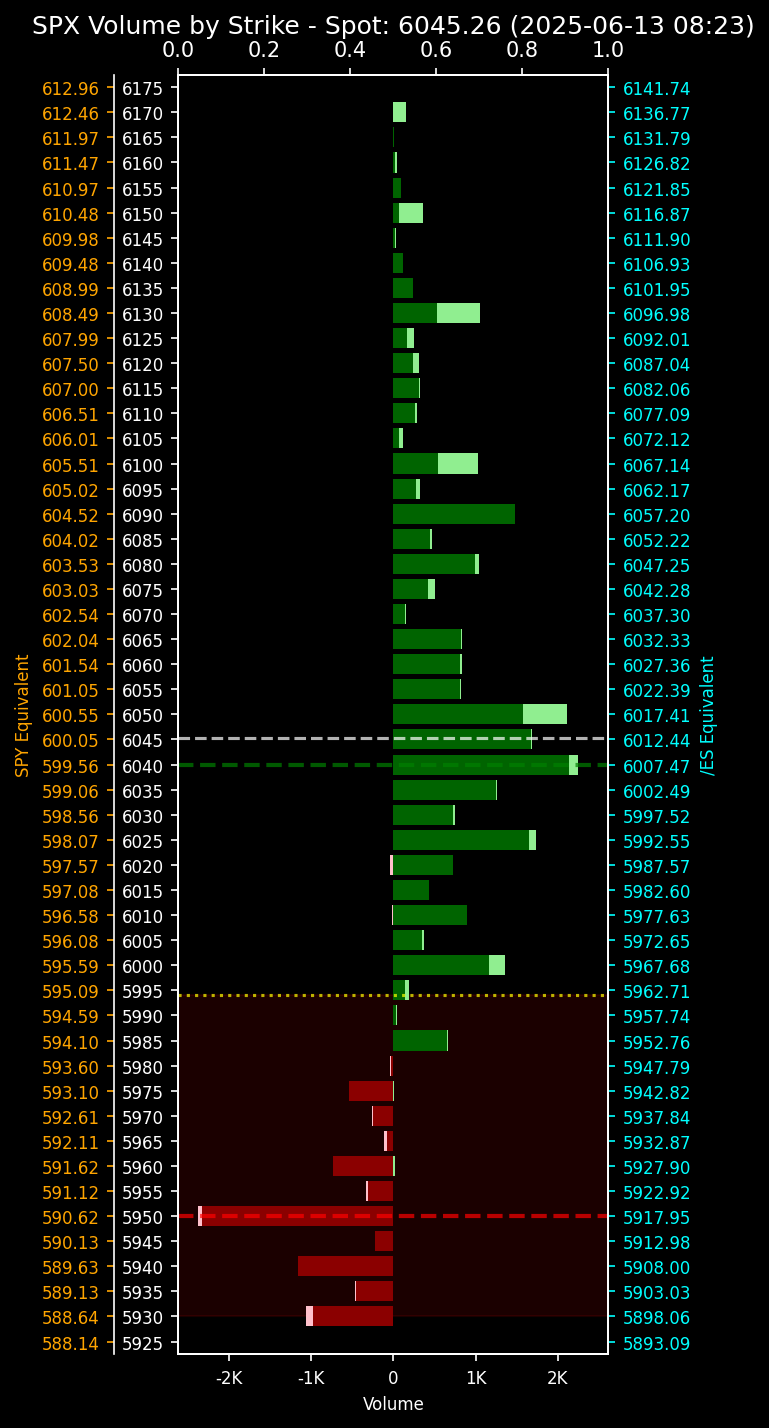 SPX Volume by Strike - Spot: 6045.26 (2025-06-13 08:23)
0.0 0.2 0.4 0.6 0.8 1.0
612.96 6175 6141.74
612.46 6170 6136.77
611.97 6165 6131.79
611.47 6160 6126.82
610.97 6155 6121.85
610.48 6150 6116.87
609.98 6145 6111.90
609.48 6140 6106.93
608.99 6135 6101.95
608.49 6130 6096.98
607.99 6125 6092.01
607.50 6120 6087.04
607.00 6115 6082.06
606.51 6110 6077.09
606.01 6105 6072.12
605.51 6100 6067.14
605.02 6095 6062.17
604.52 6090 6057.20
604.02 6085 6052.22
603.53 6080 6047.25
603.03 6075 6042.28
602.54 6070 6037.30
602.04 6065 6032.33
601.54 6060 6027.36
601.05 6055 6022.39
600.55 6050 6017.41
600.05 6045 6012.44
599.56 6040 6007.47
599.06 6035 6002.49
598.56 6030 5997.52
598.07 6025 5992.55
597.57 6020 5987.57
597.08 6015 5982.60
596.58 6010 5977.63
596.08 6005 5972.65
595.59 6000 5967.68
595.09 5995 5962.71
594.59 5990 5957.74
594.10 5985 5952.76
593.60 5980 5947.79
593.10 5975 5942.82
592.61 5970 5937.84
592.11 5965 5932.87
591.62 5960 5927.90
591.12 5955 5922.92
590.62 5950 5917.95
590.13 5945 5912.98
589.63 5940 5908.00
589.13 5935 5903.03
588.64 5930 5898.06
588.14 5925 5893.09
SPY Equivalent
/ES Equivalent
-2K -1K 0 1K 2K
Volume